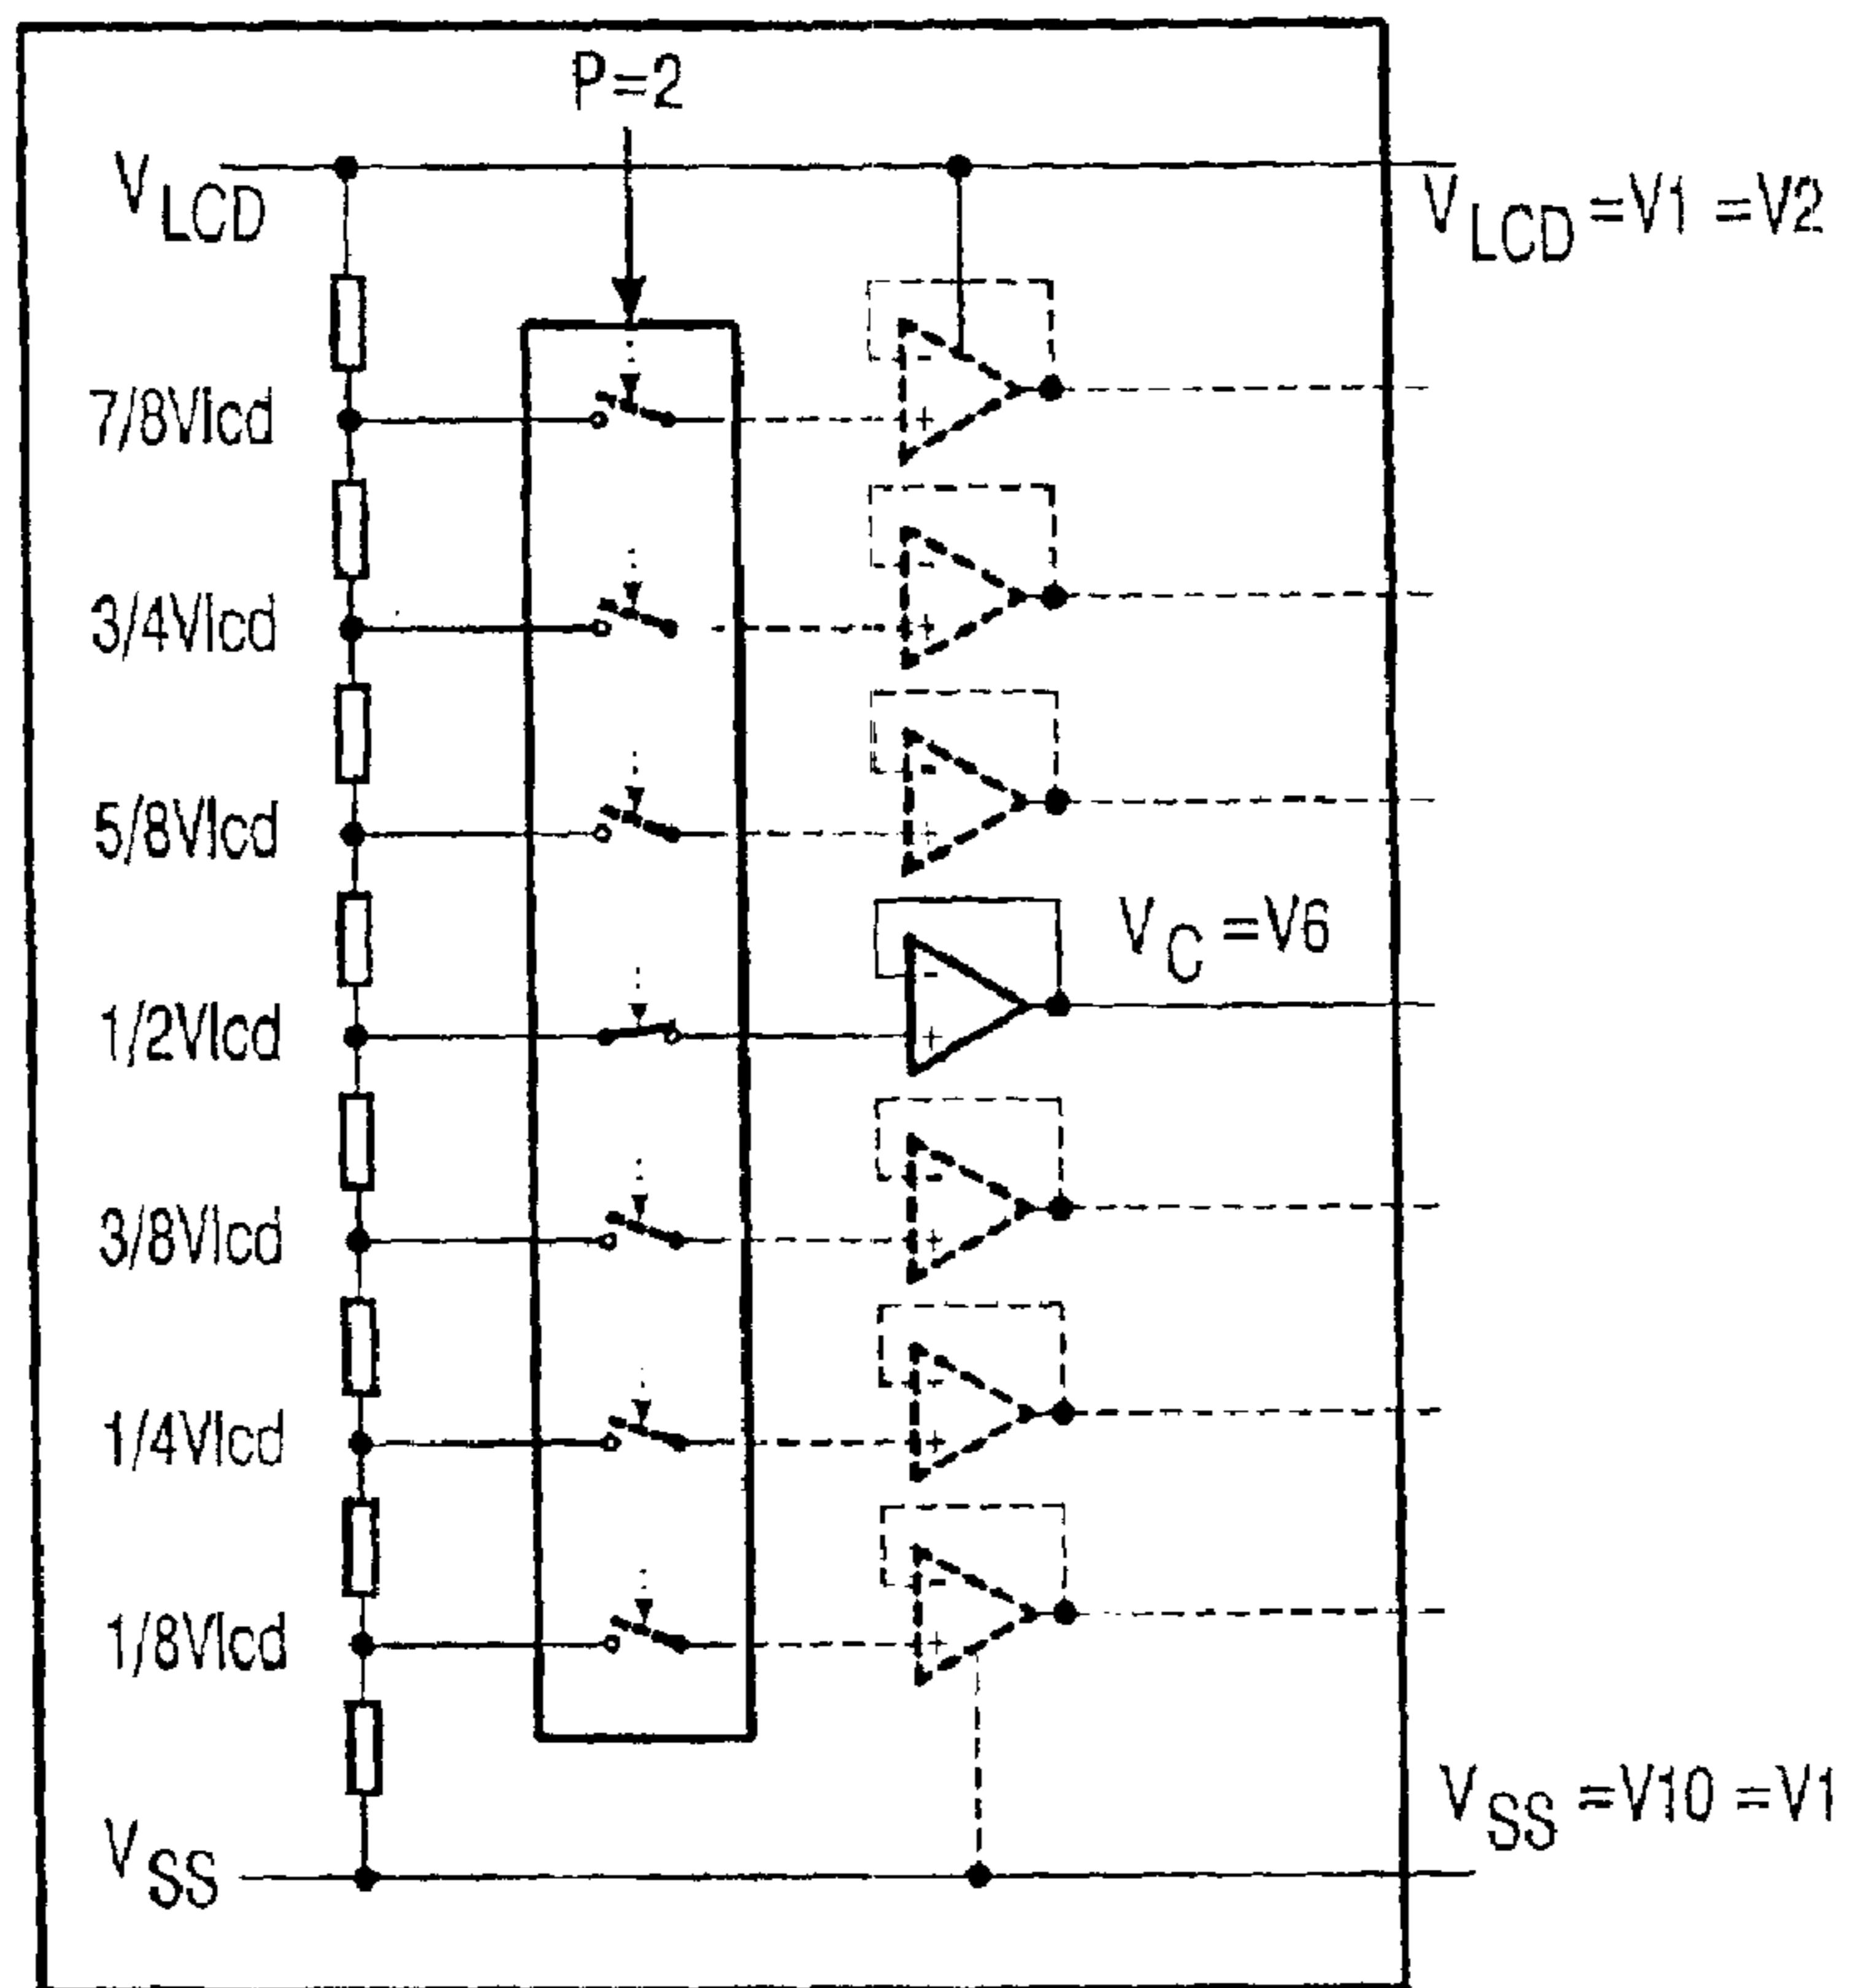 P=2
VLCD
VLCD =V1 =V2
7/8Vlcd
- +
3/4Vlcd
- +
5/8Vlcd
- +
VC =V6
1/2Vlcd
- +
3/8Vlcd
- +
1/4Vlcd
- +
1/8Vlcd
- +
VSS =V10 =V1
VSS